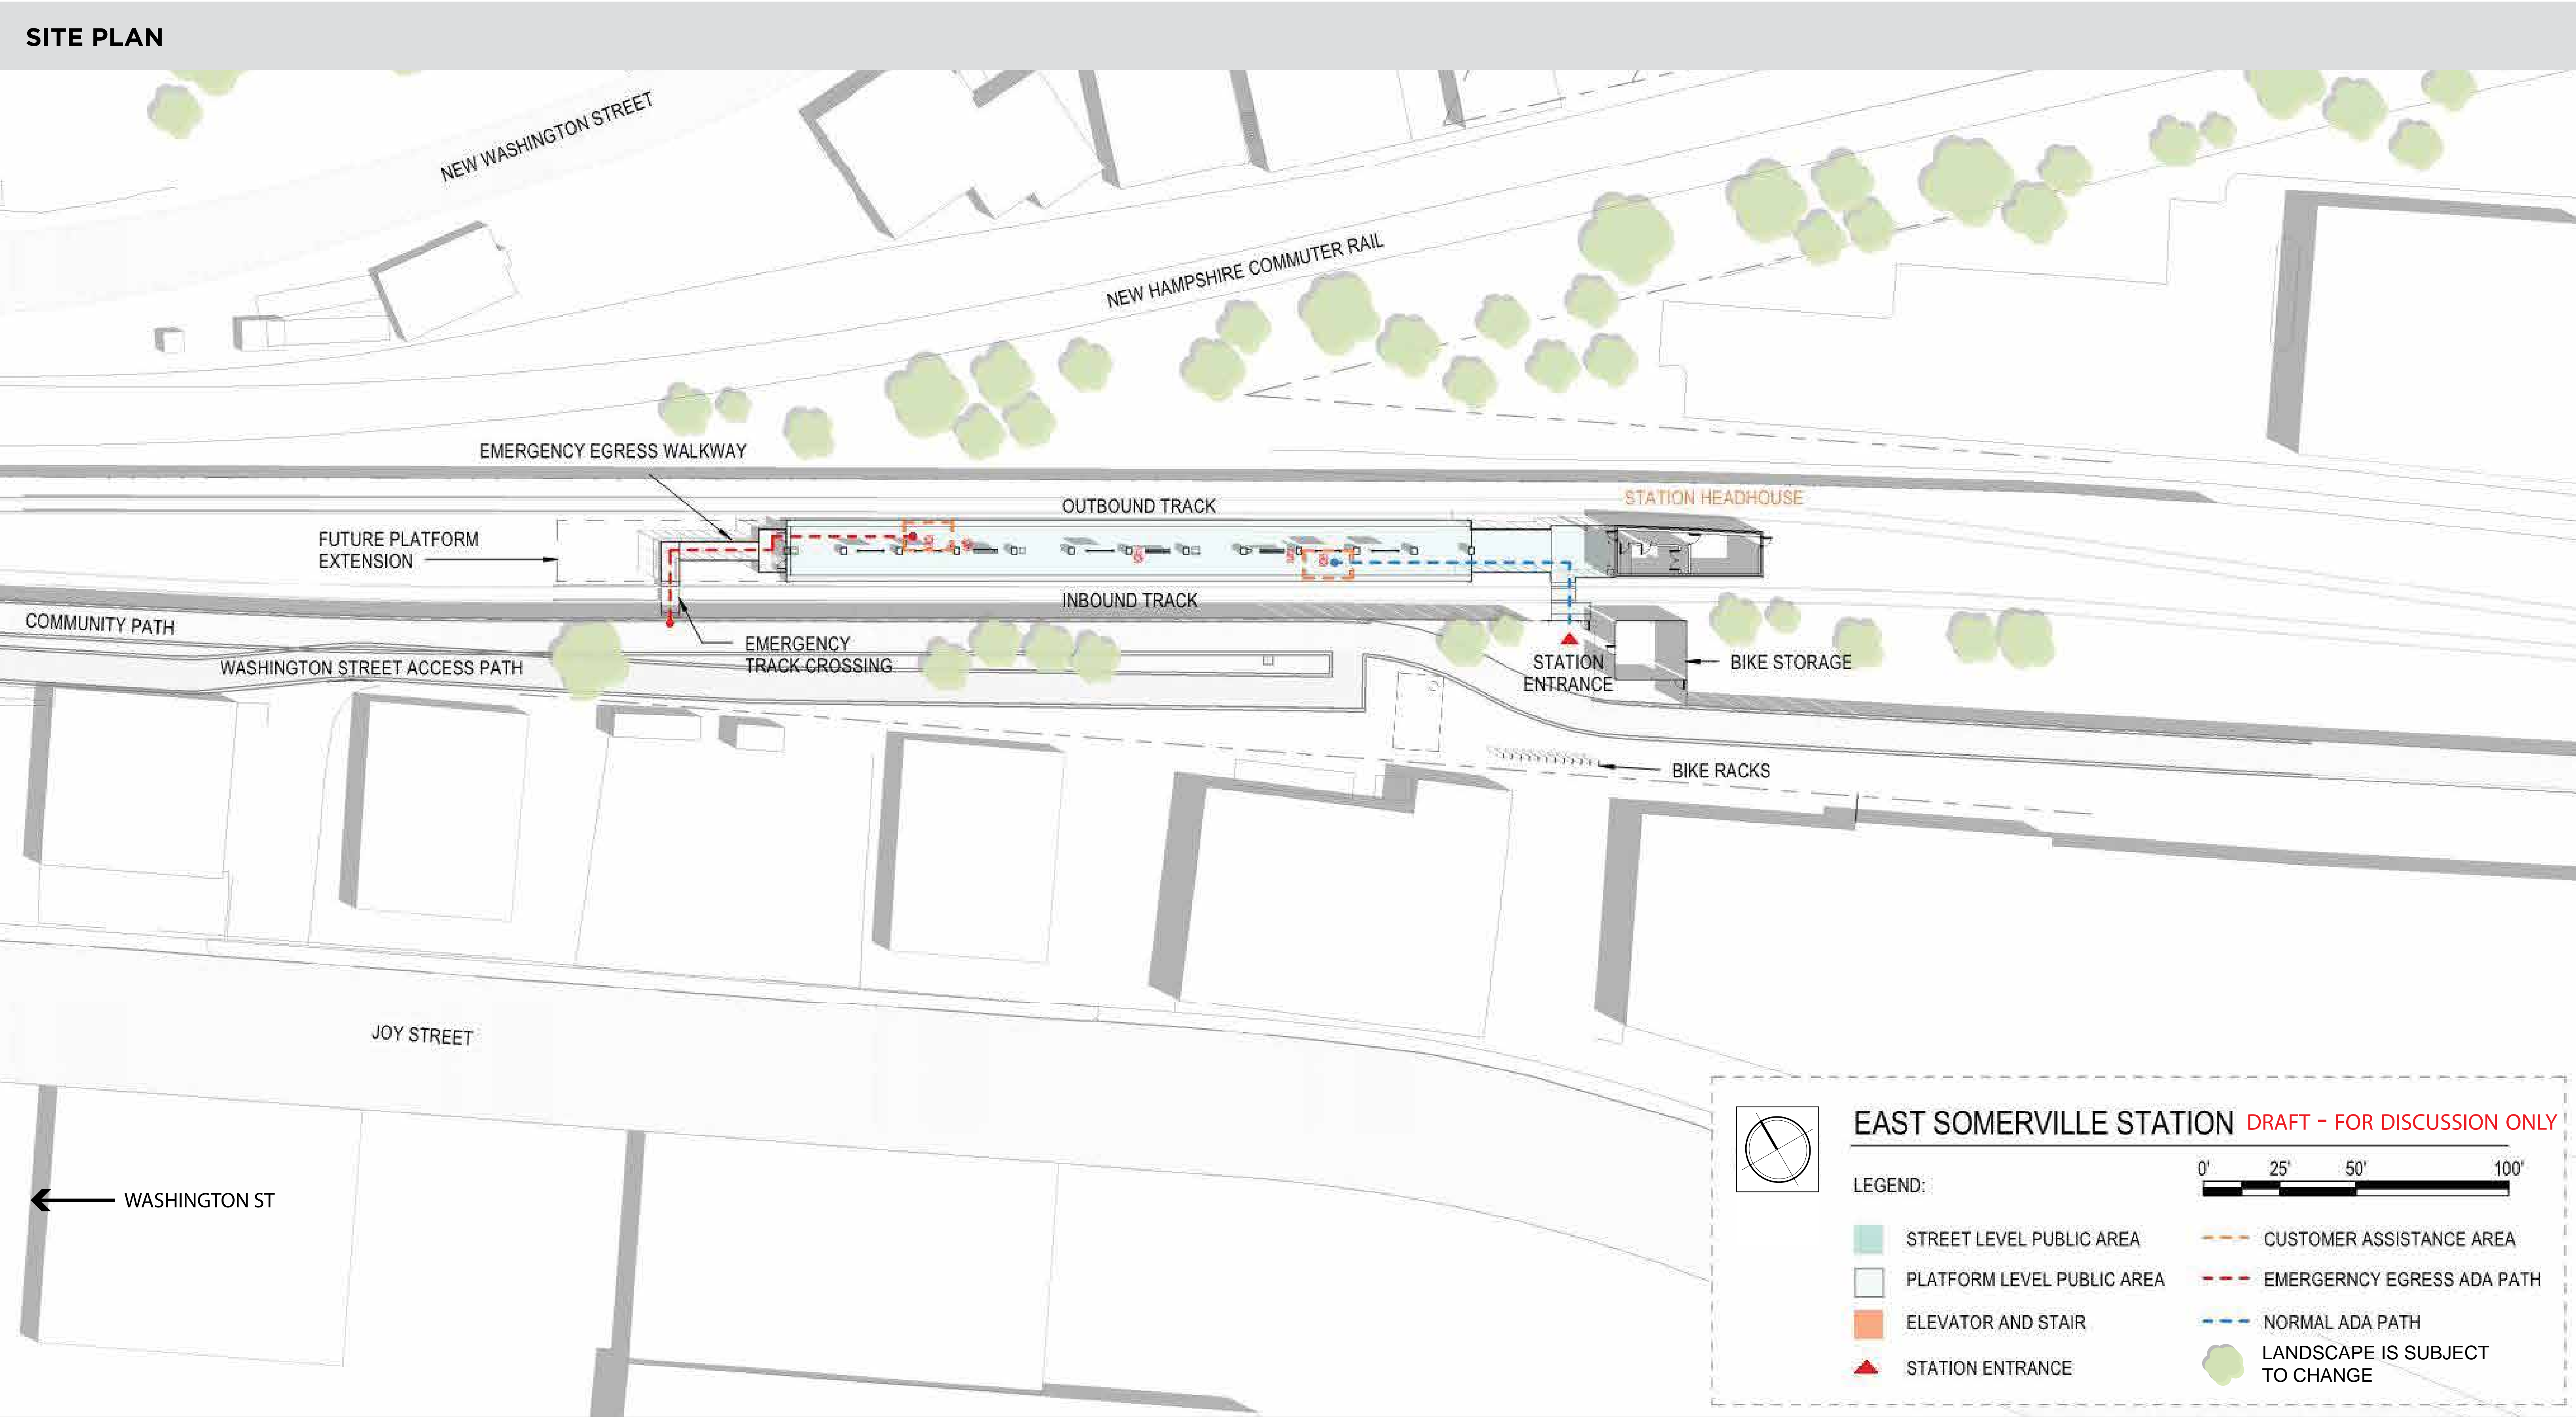 SITE PLAN
NEW WASHINGTON STREET
NEW HAMPSHIRE COMMUTER RAIL
EMERGENCY EGRESS WALKWAY
OUTBOUND TRACK
STATION HEADHOUSE
FUTURE PLATFORM
EXTENSION
INBOUND TRACK
COMMUNITY PATH
EMERGENCY
TRACK CROSSING
WASHINGTON STREET ACCESS PATH
STATION
ENTRANCE
BIKE STORAGE
BIKE RACKS
JOY STREET
WASHINGTON ST
EAST SOMERVILLE STATION DRAFT - FOR DISCUSSION ONLY
0' 25' 50' 100'
LEGEND:
STREET LEVEL PUBLIC AREA
PLATFORM LEVEL PUBLIC AREA
ELEVATOR AND STAIR
STATION ENTRANCE
CUSTOMER ASSISTANCE AREA
EMERGERNCY EGRESS ADA PATH
NORMAL ADA PATH
LANDSCAPE IS SUBJECT
TO CHANGE